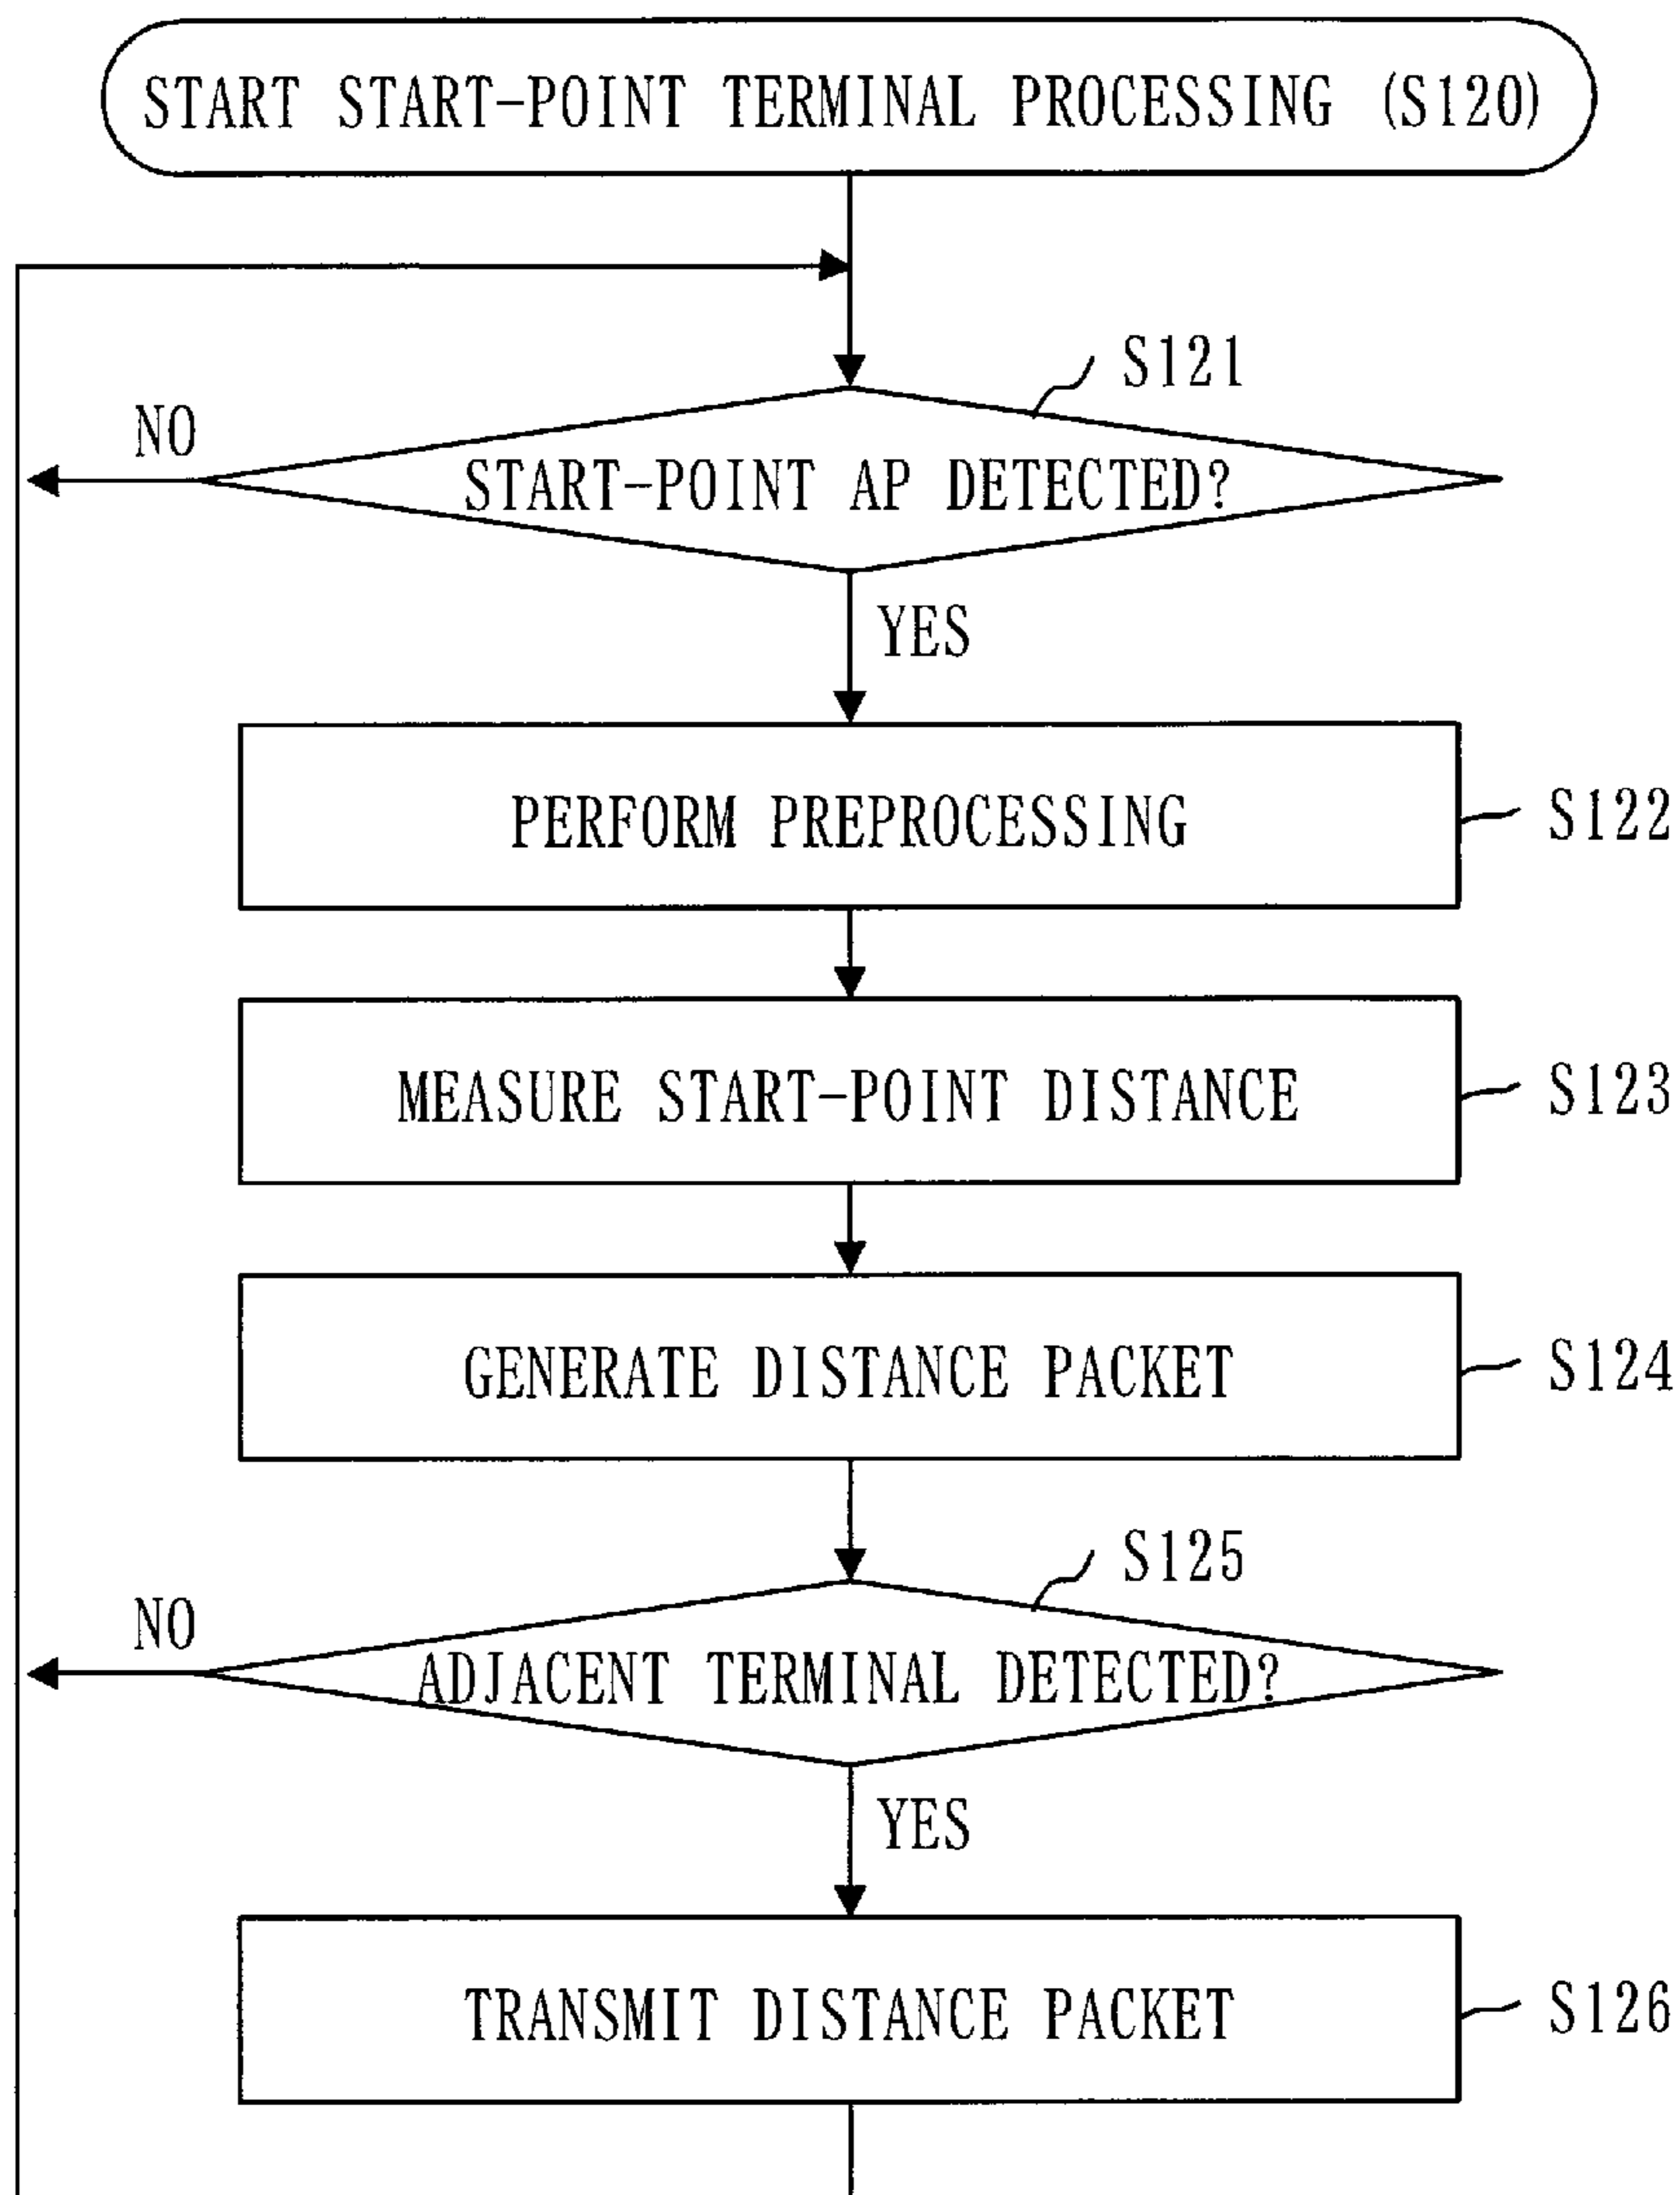 START START-POINT TERMINAL PROCESSING (S120)
S121
NO
START-POINT AP DETECTED?
YES
PERFORM PREPROCESSING
S122
MEASURE START-POINT DISTANCE
S123
GENERATE DISTANCE PACKET
S124
S125
NO
ADJACENT TERMINAL DETECTED?
YES
TRANSMIT DISTANCE PACKET
S126